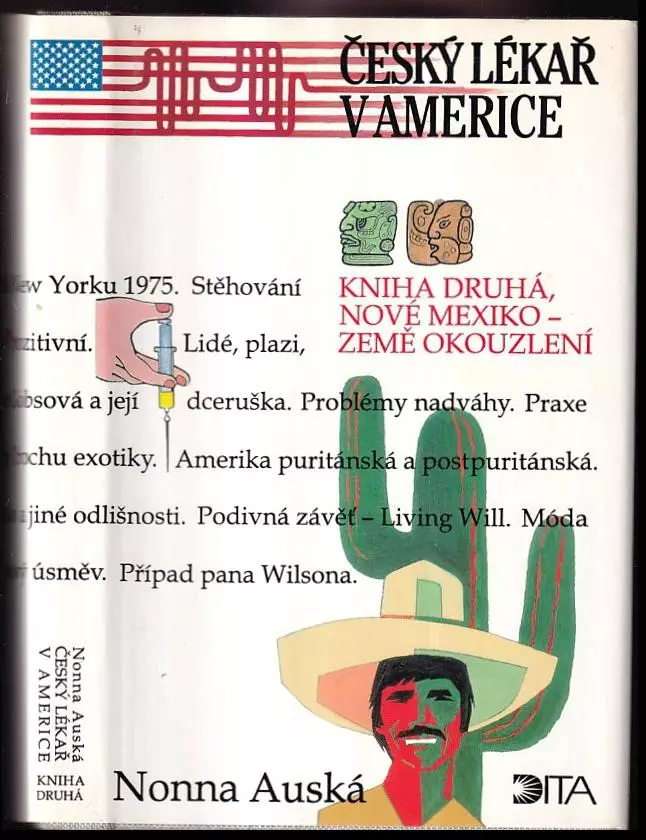 ČESKÝ LÉKAŘ
V AMERICE
KNIHA DRUHÁ,
NOVÉ MEXIKO –
ZEMĚ OKOUZLENÍ
Yorku 1975. Stěhování
Lidé, plazi,
a její dceruška. Problémy nadváhy. Praxe
exotiky. Amerika puritánská a postpuritánská.
jiné odlišnosti. Podivná závěť – Living Will. Móda
úsměv. Případ pana Wilsona.
Nonna Auská
ČESKÝ LÉKAŘ
V AMERICE
KNIHA
DRUHÁ
Nonna Auská
DITA